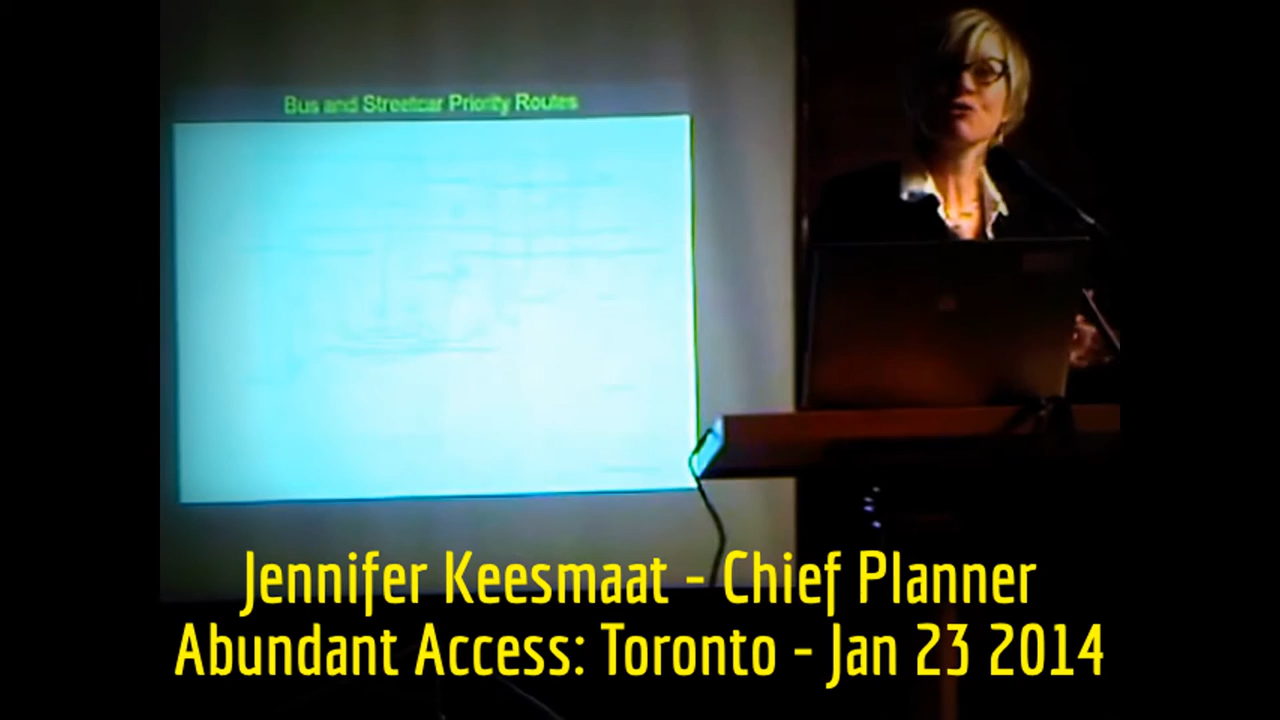 Bus and Streetcar Priority Routes
Jennifer Keesmaat - Chief Planner
Abundant Access: Toronto - Jan 23 2014